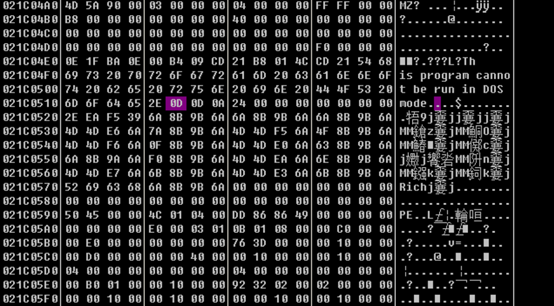 021C04A0 4D 5A 90 00 03 00 00 00 04 00 00 00 FF FF 00 00
021C04B0 B8 00 00 00 00 00 00 00 40 00 00 00 00 00 00 00
021C04C0 00 00 00 00 00 00 00 00 00 00 00 00 00 00 00 00
021C04D0 00 00 00 00 00 00 00 00 00 00 00 00 F0 00 00 00
021C04E0 0E 1F BA 0E 00 B4 09 CD 21 B8 01 4C CD 21 54 68
021C04F0 69 73 20 70 72 6F 67 72 61 6D 20 63 61 6E 6E 6F is program canno
021C0500 74 20 62 65 20 72 75 6E 20 69 6E 20 44 4F 53 20 t be run in DOS
021C0510 6D 6F 64 65 2E 0D 0D 0A 24 00 00 00 00 00 00 00 mode....$.......
021C0520 2E EA F5 39 6A 8B 9B 6A 6A 8B 9B 6A 6A 8B 9B 6A
021C0530 4D 4D E6 6A 7A 8B 9B 6A 4D 4D F5 6A 4F 8B 9B 6A
021C0540 4D 4D F6 6A 0F 8B 9B 6A 4D 4D E0 6A 63 8B 9B 6A
021C0550 6A 8B 9A 6A F0 8B 9B 6A 4D 4D EA 6A 6E 8B 9B 6A
021C0560 4D 4D E7 6A 6B 8B 9B 6A 4D 4D E3 6A 6B 8B 9B 6A
021C0570 52 69 63 68 6A 8B 9B 6A 00 00 00 00 00 00 00 00
021C0580 00 00 00 00 00 00 00 00 00 00 00 00 00 00 00 00 ................
021C0590 50 45 00 00 4C 01 04 00 DD 86 86 49 00 00 00 00
021C05A0 00 00 00 00 E0 00 03 01 0B 01 08 00 00 C0 00 00
021C05B0 00 E0 00 00 00 00 00 00 76 3D 00 00 00 10 00 00
021C05C0 00 D0 00 00 00 00 40 00 00 10 00 00 00 10 00 00
021C05D0 04 00 00 00 00 00 00 00 04 00 00 00 00 00 00 00
021C05E0 00 B0 01 00 00 10 00 00 92 32 02 00 02 00 00 00
021C05F0 00 00 10 00 00 10 00 00 00 00 10 00 00 10 00 00